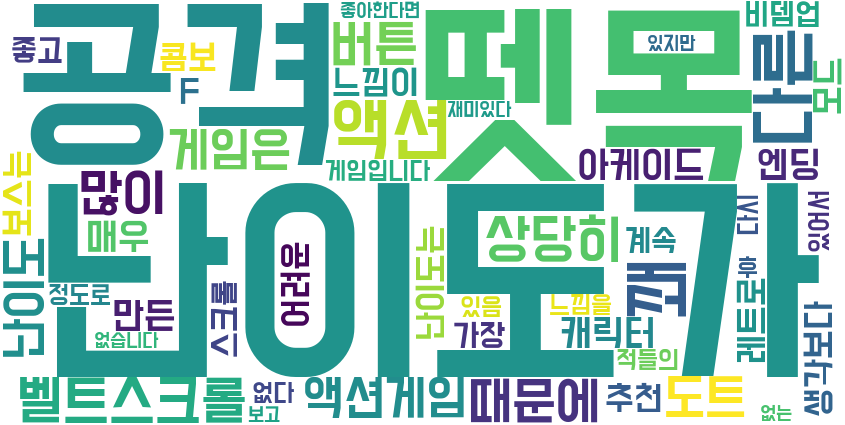 좋아한다면
비뎀업
좋고
공격
버튼
뗏목
있지만
다른
콤보
느낌이
F
재미있다
도트
액션
게임은
게임입니다
아케이드
엔딩
보스는
많이
난이도가
상당히
계속
꽤
있어서
매우
난이도는
후
난이도
어려운
정도로
스크롤
만든
있음
느낌을
레트로
없습니다
가장
캐릭터
적들의
생각보다
벨트스크롤
없다
보고
액션게임
때문에
추천
도트
없는